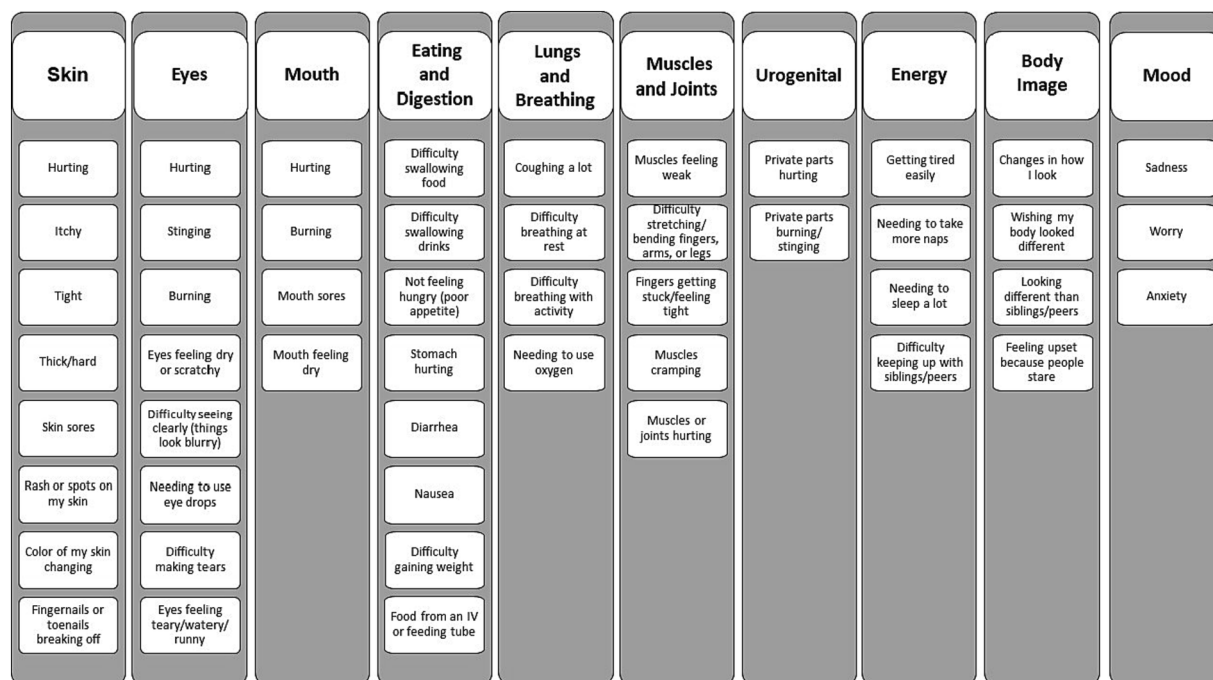 Skin
Hurting
Itchy
Tight
Thick/hard
Skin sores
Rash or spots on
my skin
Color of my skin
changing
Fingernails or
toenails
breaking off
Eyes
Hurting
Stinging
Burning
Eyes feeling dry
or scratchy
Difficulty seeing
clearly (things
look blurry)
Needing to use
eye drops
Difficulty
making tears
Eyes feeling
teary/watery/
runny
Mouth
Hurting
Burning
Mouth sores
Mouth feeling
dry
Eating
and
Digestion
Difficulty
swallowing
food
Difficulty
swallowing
drinks
Not feeling
hungry (poor
appetite)
Stomach
hurting
Diarrhea
Nausea
Difficulty
gaining weight
Food from an IV
or feeding tube
Lungs
and
Breathing
Coughing a lot
Difficulty
breathing at
rest
Difficulty
breathing with
activity
Needing to use
oxygen
Muscles
and Joints
Muscles feeling
weak
Difficulty
stretching/
bending fingers,
arms, or legs
Fingers getting
stuck/feeling
tight
Muscles
cramping
Muscles or
joints hurting
Urogenital
Private parts
hurting
Private parts
burning/
stinging
Energy
Getting tired
easily
Needing to take
more naps
Needing to
sleep a lot
Difficulty
keeping up with
siblings/peers
Body
Image
Changes in how
I look
Wishing my
body looked
different
Looking
different than
siblings/peers
Feeling upset
because people
stare
Mood
Sadness
Worry
Anxiety